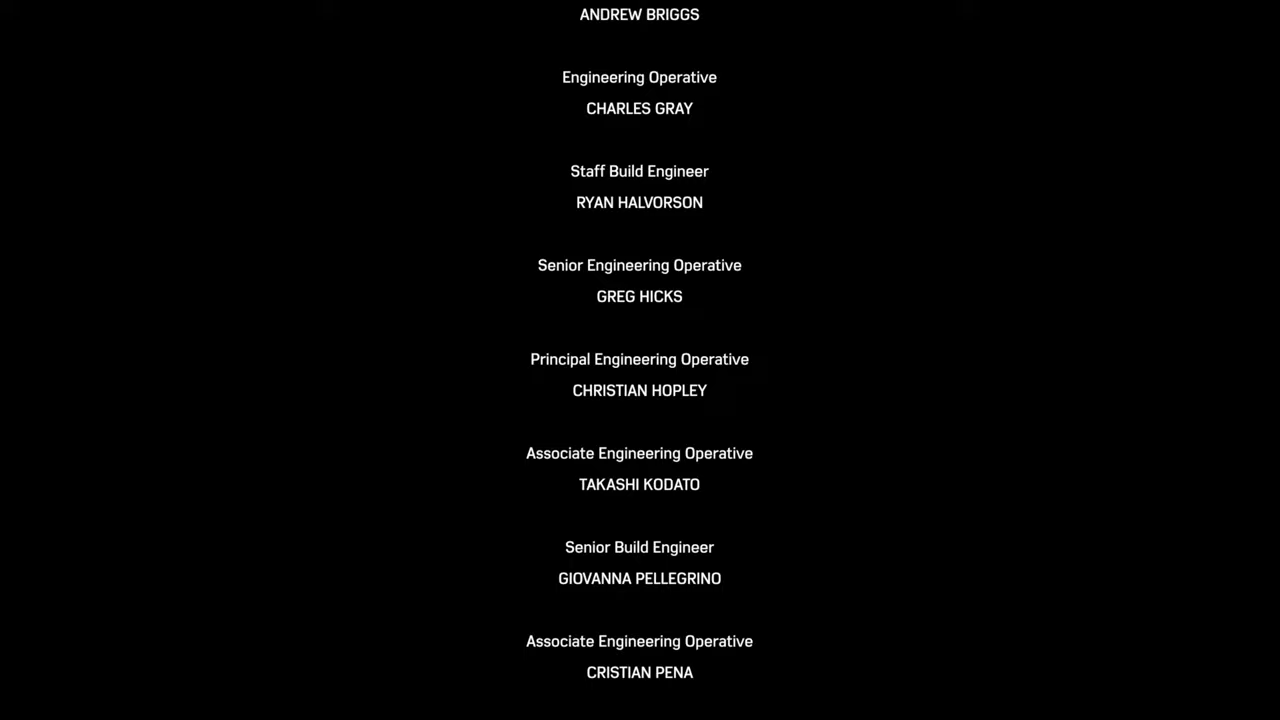 ANDREW BRIGGS
Engineering Operative
CHARLES GRAY
Staff Build Engineer
RYAN HALVORSON
Senior Engineering Operative
GREG HICKS
Principal Engineering Operative
CHRISTIAN HOPLEY
Associate Engineering Operative
TAKASHI KODATO
Senior Build Engineer
GIOVANNA PELLEGRINO
Associate Engineering Operative
CRISTIAN PENA